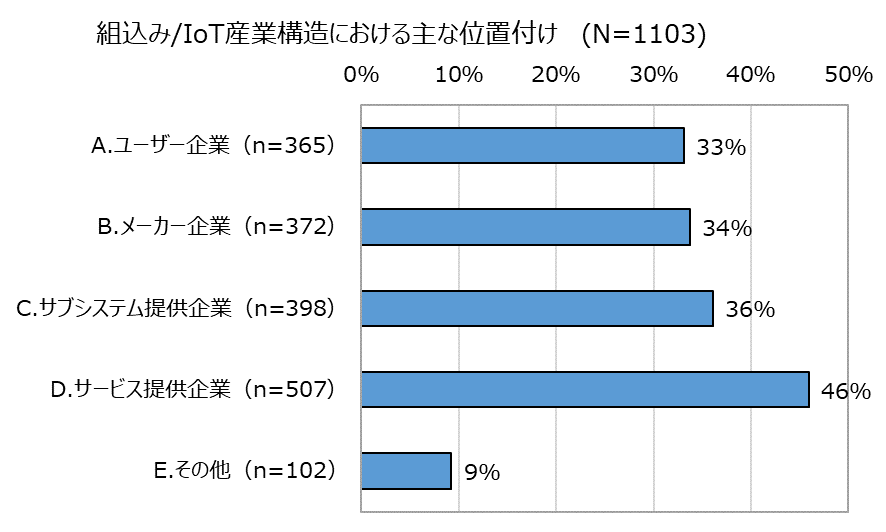 組込み/IoT産業構造における主な位置付け (N=1103)
0% 10% 20% 30% 40% 50%
A.ユーザー企業（n=365） 33%
B.メーカー企業（n=372） 34%
C.サブシステム提供企業（n=398） 36%
D.サービス提供企業（n=507） 46%
E.その他（n=102） 9%